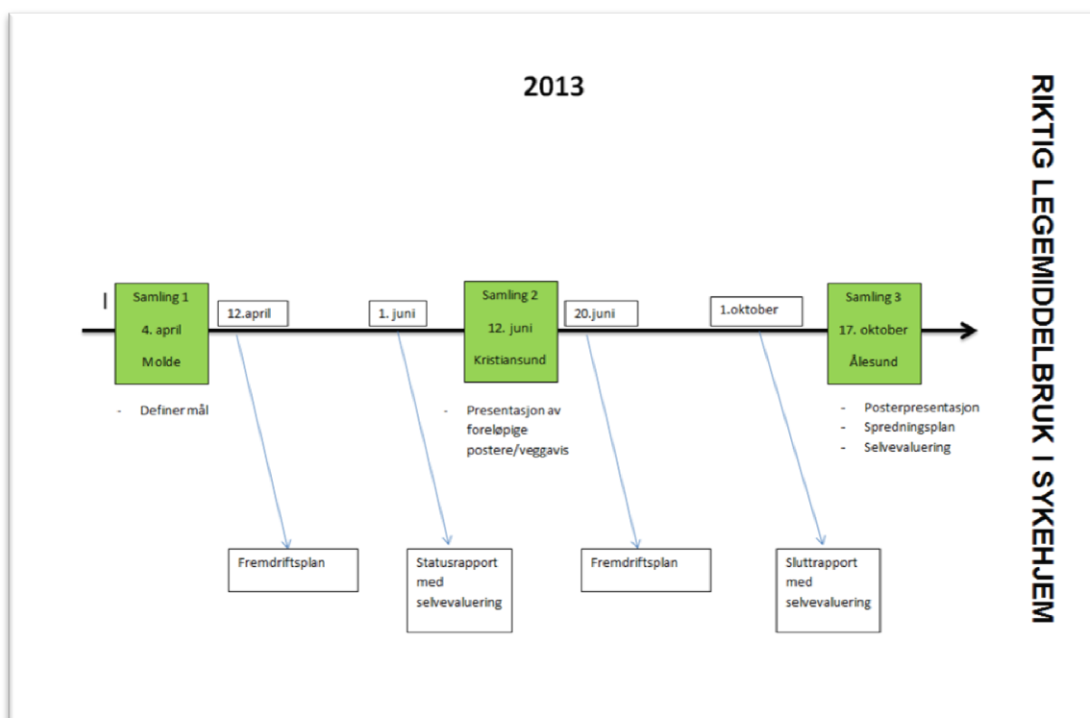 2013
RIKTIG LEGEMIDDELBRUK I SYKEHJEM
Samling 1
4. april
Molde
12.april
1. juni
Samling 2
12. juni
Kristiansund
20.juni
1.oktober
Samling 3
17. oktober
Ålesund
- Definer mål
- Presentasjon av
foreløpige
postere/veggavis
- Posterpresentasjon
- Spredningsplan
- Selvevaluering
Fremdriftsplan
Statusrapport
med
selvevaluering
Fremdriftsplan
Sluttrapport
med
selvevaluering